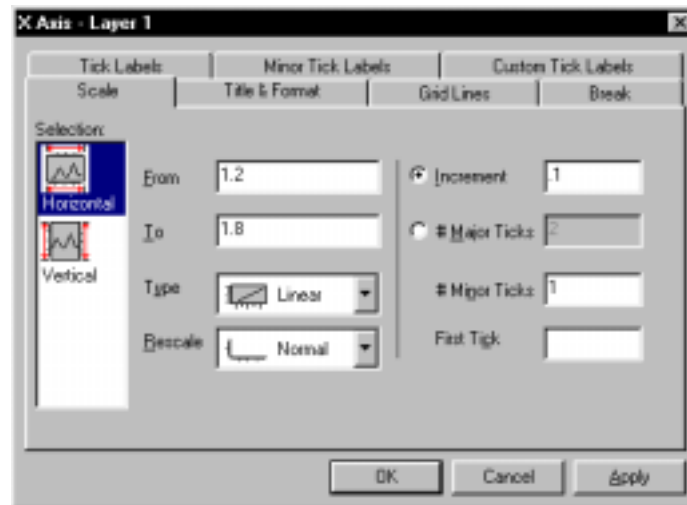 X Axis - Layer 1
Tick Labels
Minor Tick Labels
Custom Tick Labels
Scale
Title & Format
Grid Lines
Break
Selection:
Horizontal
Vertical
From
1.2
To
1.8
Type
Linear
Rescale
Normal
Increment
.1
# Major Ticks
2
# Minor Ticks
1
First Tick
OK
Cancel
Apply